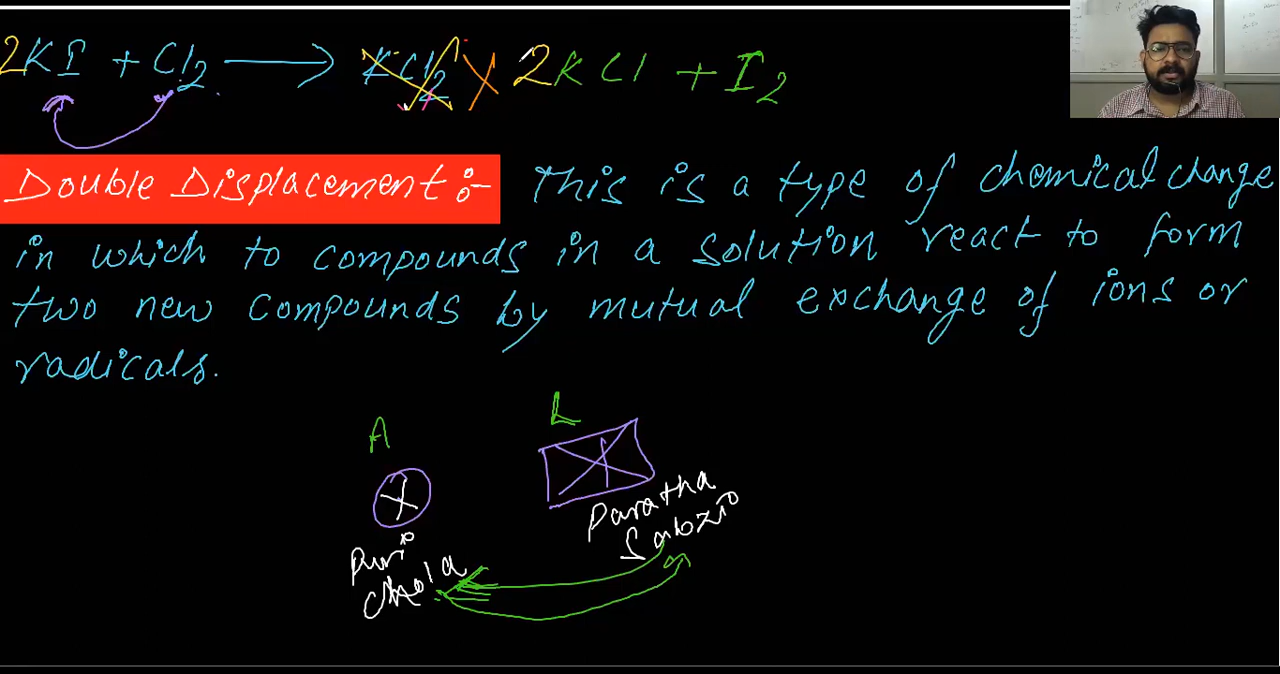 2KI + Cl2 → KCl2 2KCl + I2
Double Displacement:- This is a type of chemical change
in which to compounds in a solution react to form
two new compounds by mutual exchange of ions or
radicals.
A L
Puri
Chola
Paratha
Sabzi